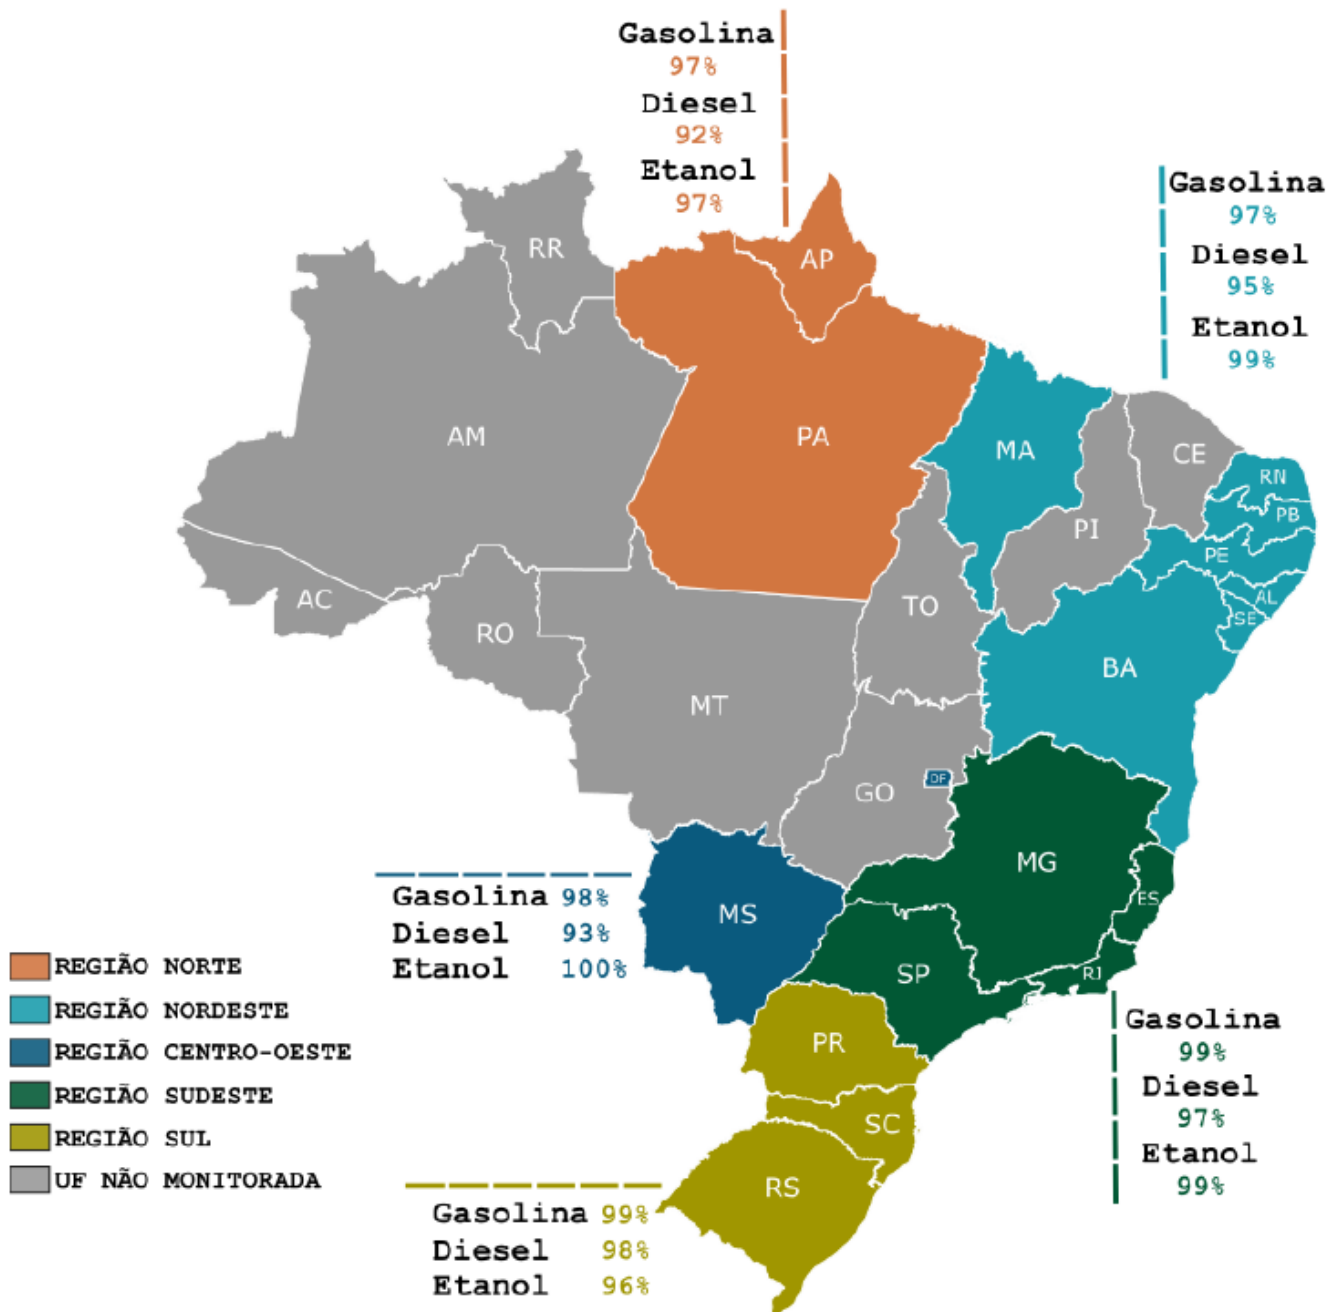 Gasolina
97%
Diesel
92%
Etanol
97%
Gasolina
97%
Diesel
95%
Etanol
99%
RR
AP
AM
PA
MA
CE
RN
PI
PB
PE
AC
TO
AL
RO
SE
BA
MT
GO
DF
MG
MS
ES
SP
RJ
Gasolina 98%
Diesel 93%
Etanol 100%
REGIÃO NORTE
REGIÃO NORDESTE
REGIÃO CENTRO-OESTE
REGIÃO SUDESTE
REGIÃO SUL
UF NÃO MONITORADA
PR
SC
RS
Gasolina
99%
Diesel
97%
Etanol
99%
Gasolina 99%
Diesel 98%
Etanol 96%